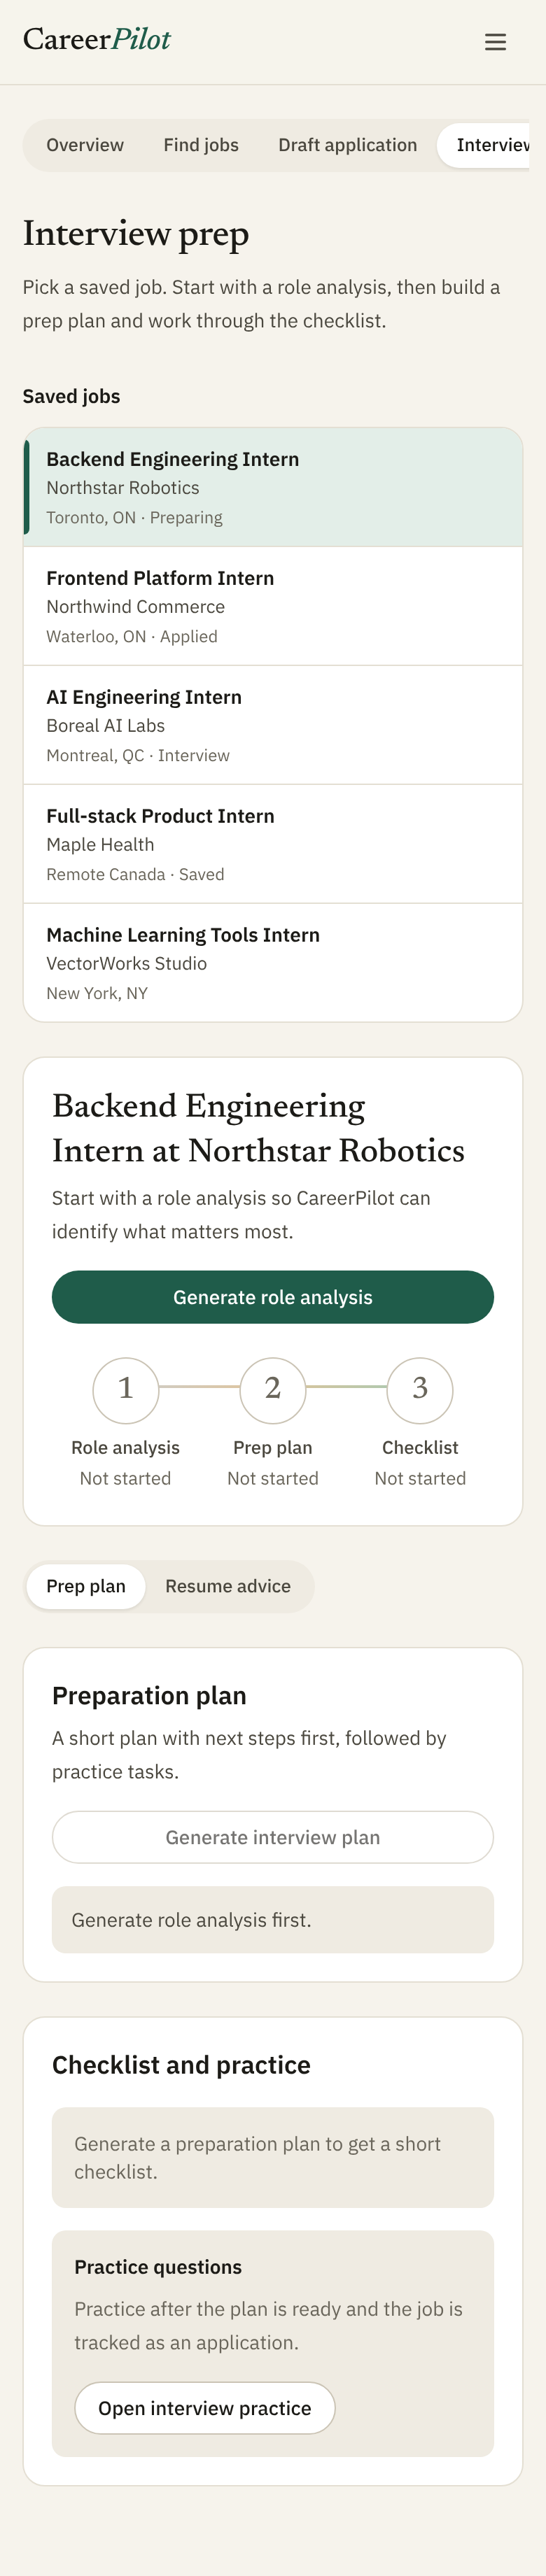 CareerPilot
Overview Find jobs Draft application Interview
Interview prep
Pick a saved job. Start with a role analysis, then build a
prep plan and work through the checklist.
Saved jobs
Backend Engineering Intern
Northstar Robotics
Toronto, ON · Preparing
Frontend Platform Intern
Northwind Commerce
Waterloo, ON · Applied
AI Engineering Intern
Boreal AI Labs
Montreal, QC · Interview
Full-stack Product Intern
Maple Health
Remote Canada · Saved
Machine Learning Tools Intern
VectorWorks Studio
New York, NY
Backend Engineering
Intern at Northstar Robotics
Start with a role analysis so CareerPilot can
identify what matters most.
Generate role analysis
1 2 3
Role analysis Prep plan Checklist
Not started Not started Not started
Prep plan Resume advice
Preparation plan
A short plan with next steps first, followed by
practice tasks.
Generate interview plan
Generate role analysis first.
Checklist and practice
Generate a preparation plan to get a short
checklist.
Practice questions
Practice after the plan is ready and the job is
tracked as an application.
Open interview practice